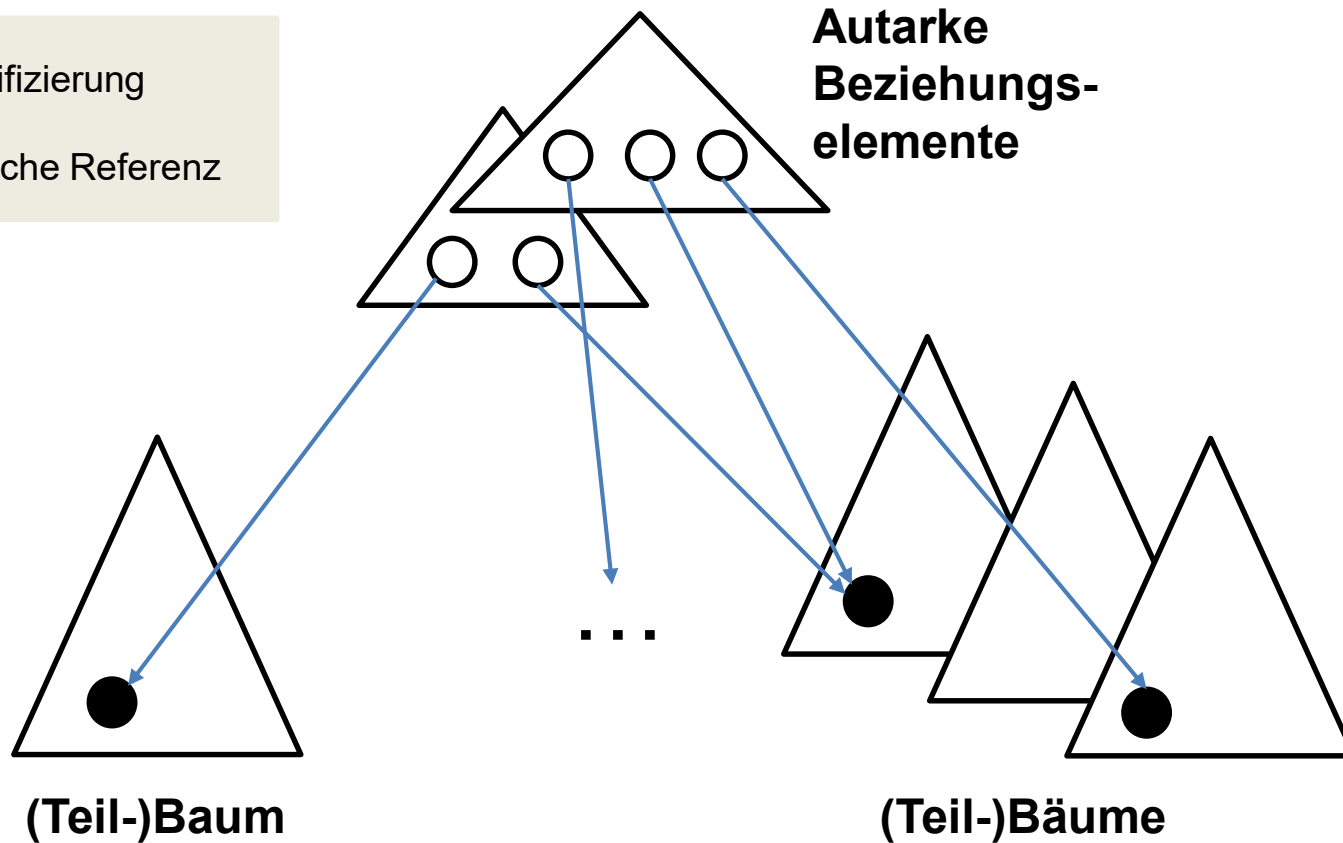 ifizierung
che Referenz
Autarke
Beziehungs-
elemente
...
(Teil-)Baum
(Teil-)Bäume